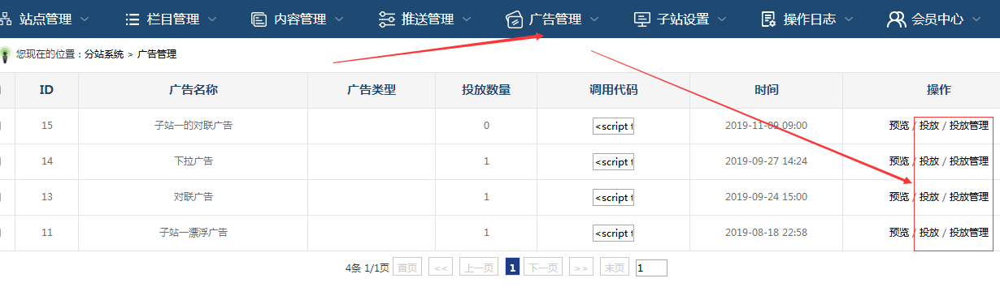 站点管理 栏目管理 内容管理 推送管理 广告管理 子站设置 操作日志 会员中心
您现在的位置：分站系统 > 广告管理
ID 广告名称 广告类型 投放数量 调用代码 时间 操作
15 子站一的对联广告 0 <script t 2019-11-09 09:00 预览 / 投放 / 投放管理
14 下拉广告 1 <script t 2019-09-27 14:24 预览 / 投放 / 投放管理
13 对联广告 1 <script t 2019-09-24 15:00 预览 / 投放 / 投放管理
11 子站一漂浮广告 1 <script t 2019-08-18 22:58 预览 / 投放 / 投放管理
4条 1/1页 首页 << 上一页 1 下一页 >> 末页 1